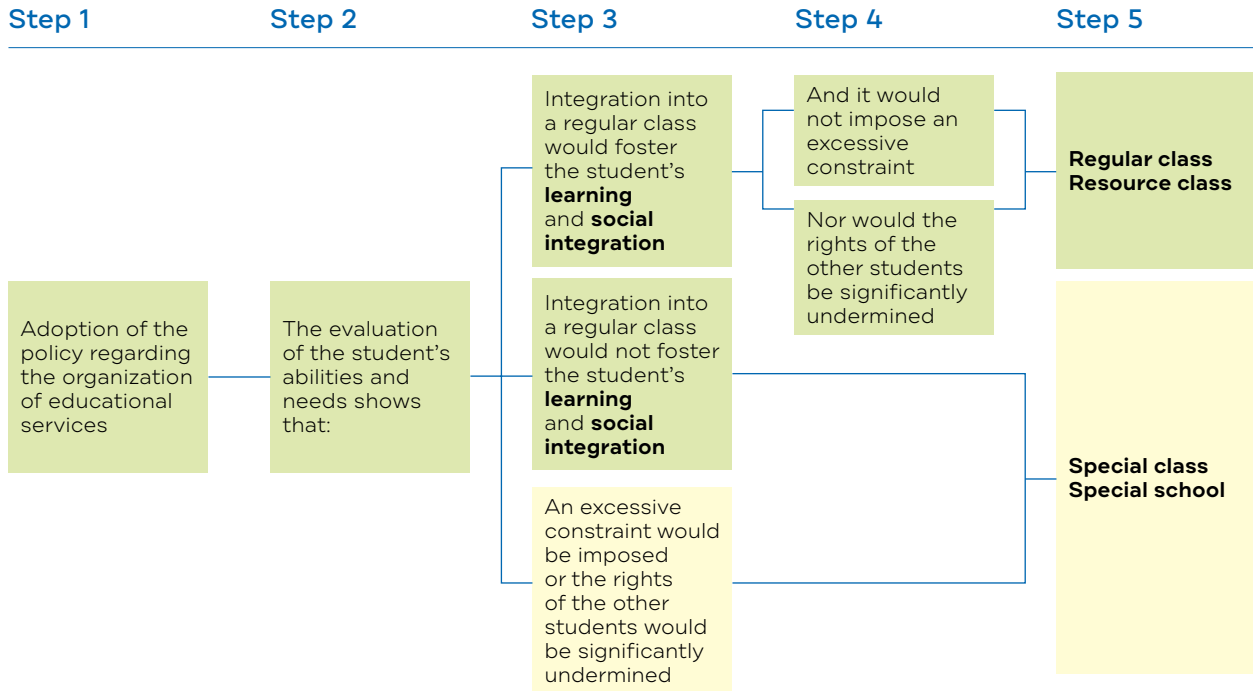 Step 1
Step 2
Step 3
Step 4
Step 5
Adoption of the
policy regarding
the organization
of educational
services
The evaluation
of the student’s
abilities and
needs shows
that:
Integration into
a regular class
would foster
the student’s
learning
and social
integration
Integration into
a regular class
would not foster
the student’s
learning
and social
integration
An excessive
constraint would
be imposed
or the rights
of the other
students would
be significantly
undermined
And it would
not impose an
excessive
constraint
Nor would the
rights of the
other students
be significantly
undermined
Regular class
Resource class
Special class
Special school